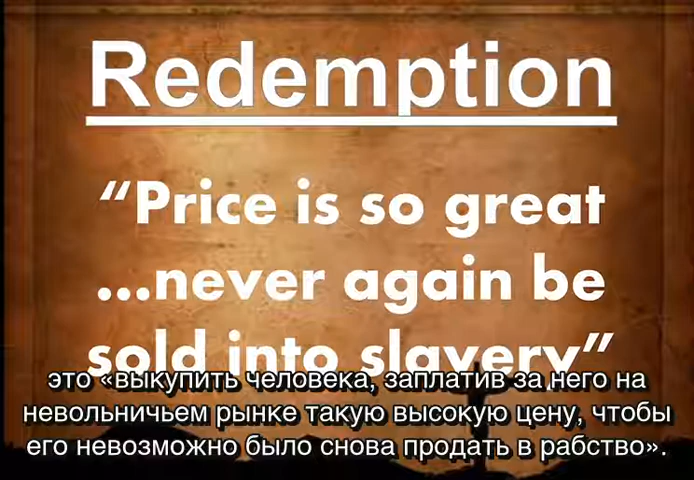 Redemption
“Price is so great
...never again be
sold into slavery”
это «выкупить человека, заплатив за него на
невольничьем рынке такую высокую цену, чтобы
его невозможно было снова продать в рабство».